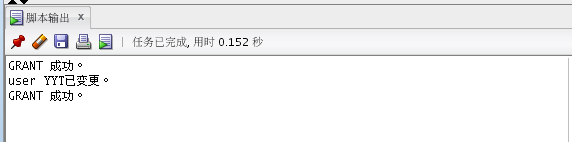 脚本输出 x
任务已完成, 用时 0.152 秒
GRANT 成功。
user YYT已变更。
GRANT 成功。